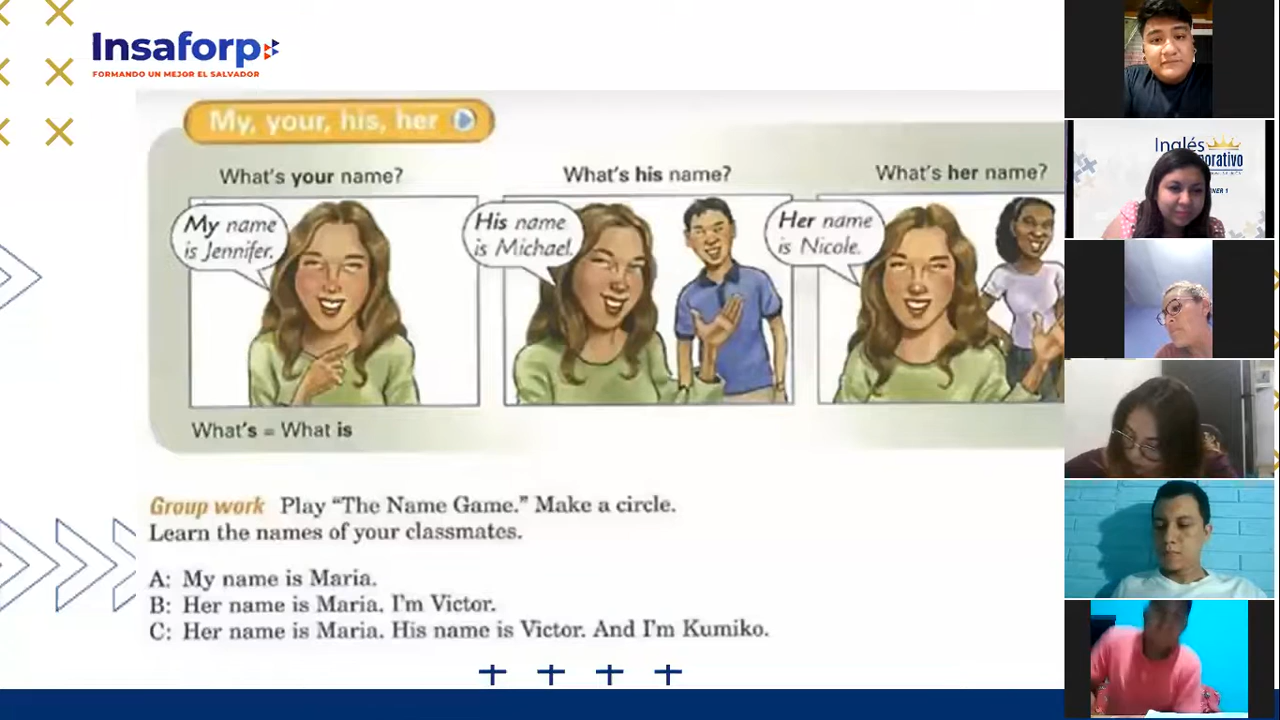 Insaforp
FORMANDO UN MEJOR EL SALVADOR
My, your, his, her
What's your name?
My name
is Jennifer.
What's his name?
His name
is Michael.
What's her name?
Her name
is Nicole.
What's = What is
Group work Play “The Name Game.” Make a circle.
Learn the names of your classmates.
A: My name is Maria.
B: Her name is Maria. I'm Victor.
C: Her name is Maria. His name is Victor. And I'm Kumiko.
Inglés